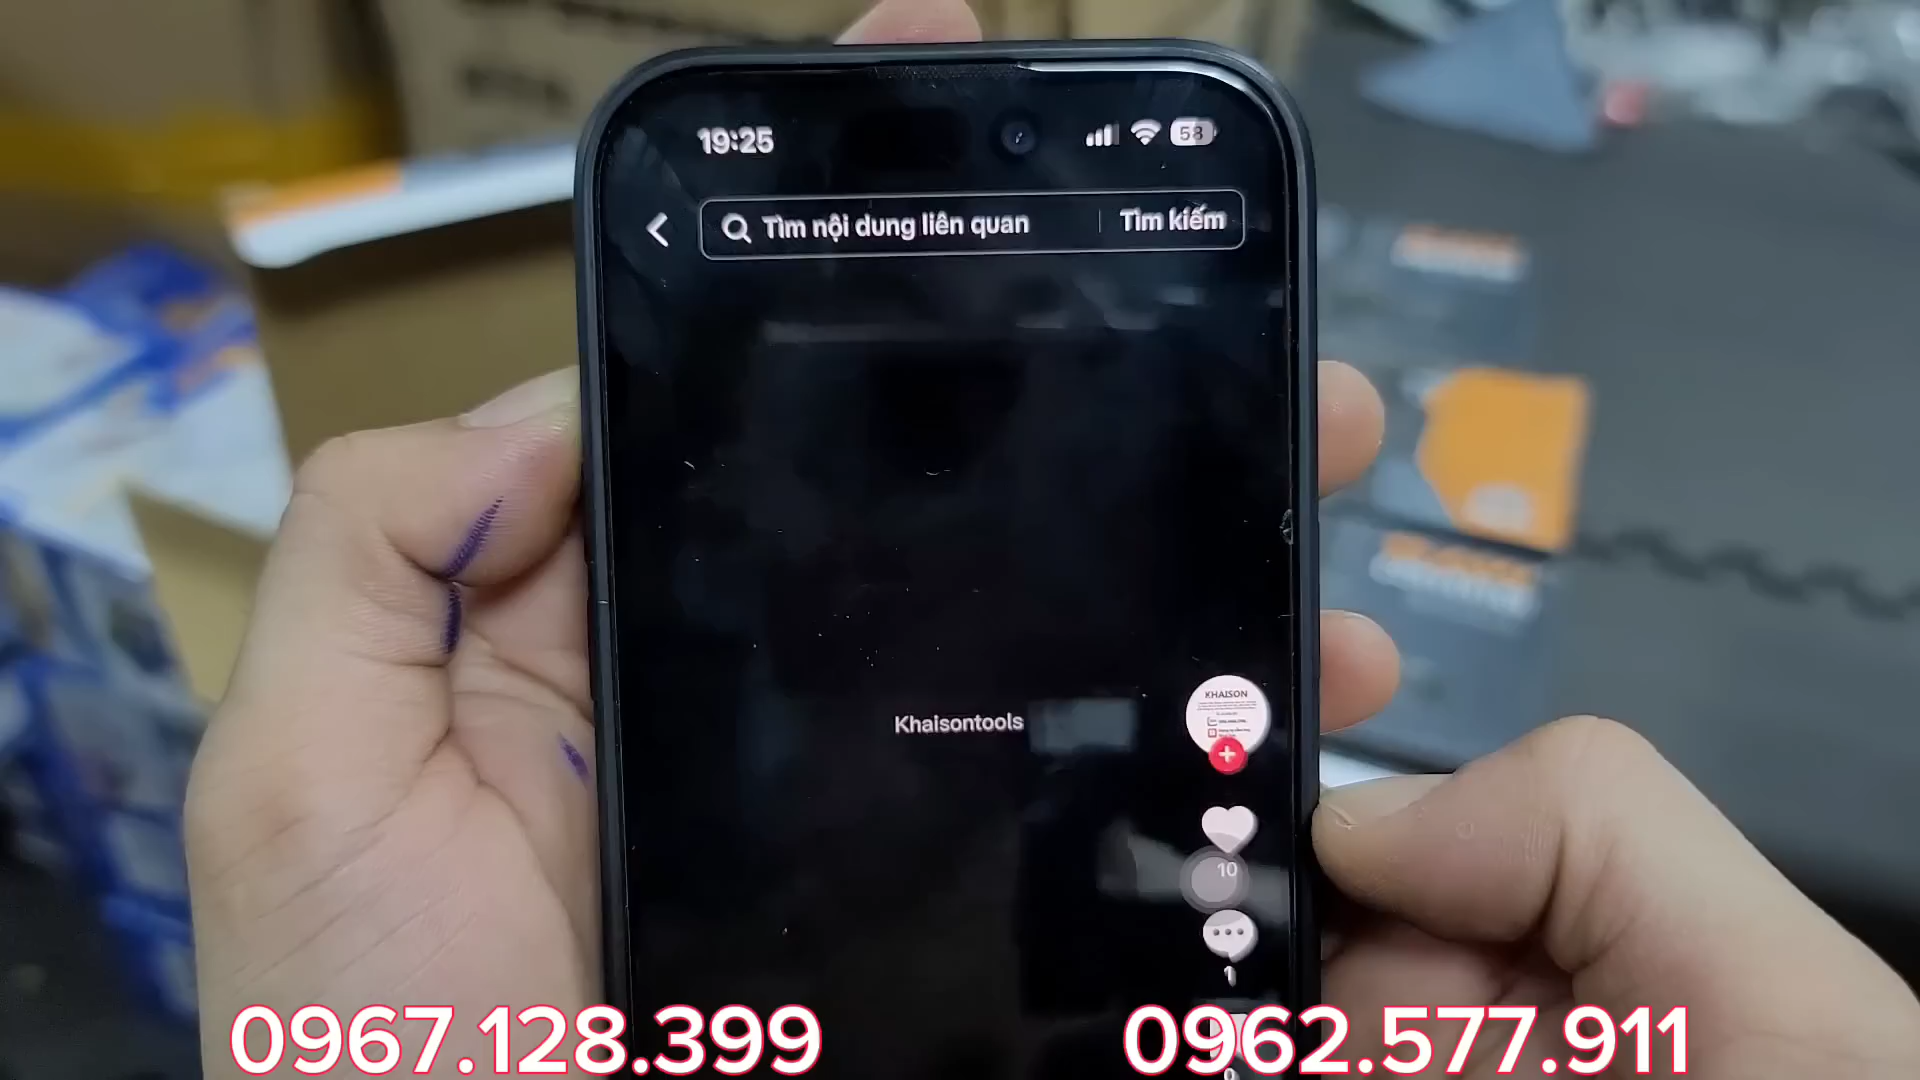 19:25
58
Tìm nội dung liên quan
Tìm kiếm
KHAISON
Khaisontools
10
1
9
0967.128.399
0962.577.911